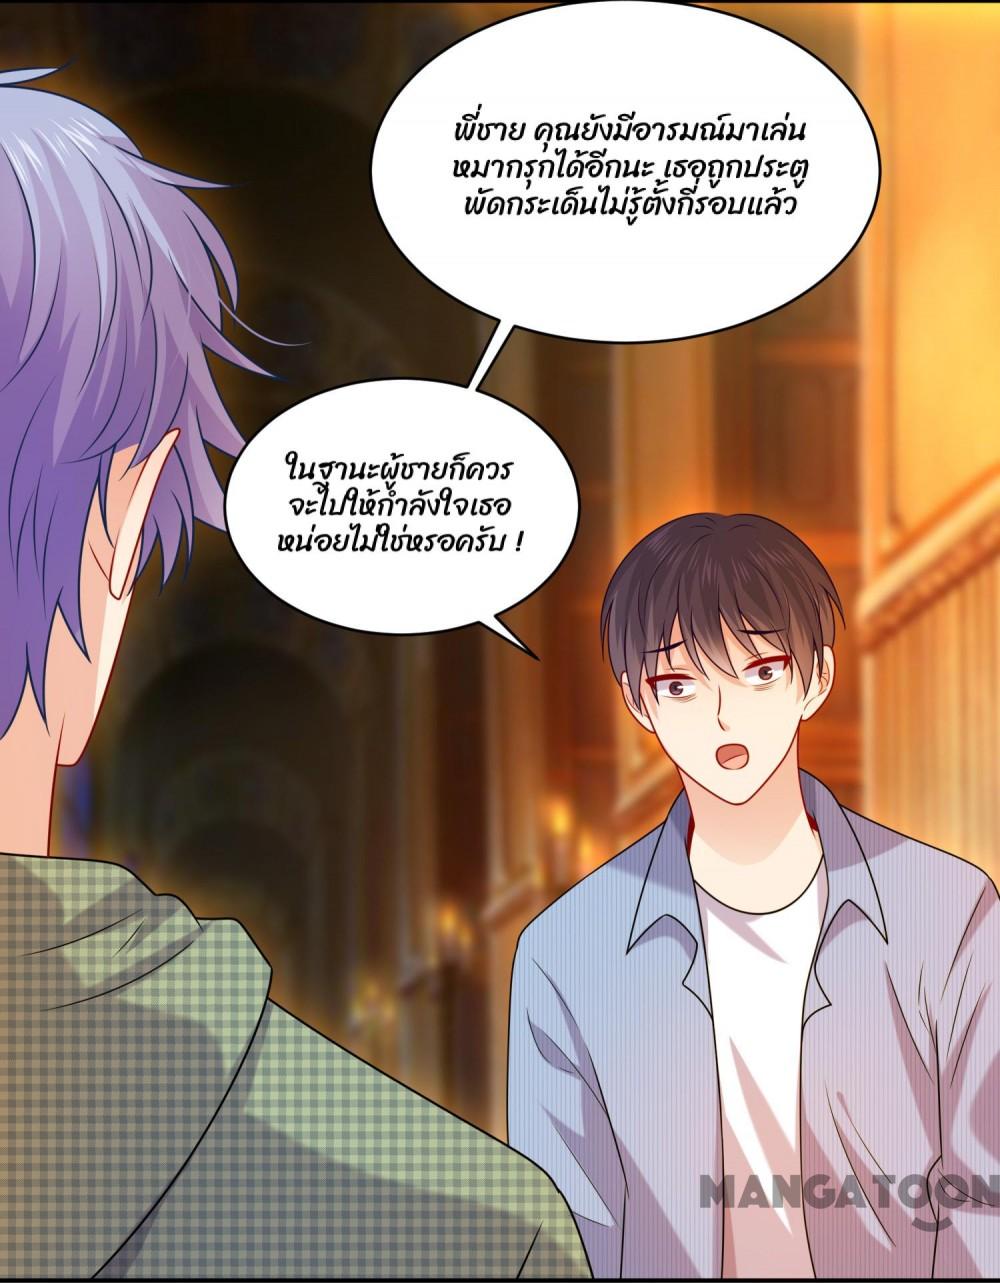 พี่ชาย คุณยังมีอารมณ์มาเล่น
หมากรุกได้อีกนะ เธอถูกประตู
พัดกระเด็นไม่รู้ตั้งกี่รอบแล้ว
ในฐานะผู้ชายก็ควร
จะไปให้กำลังใจเธอ
หน่อยไม่ใช่หรอครับ !
MANGATOON